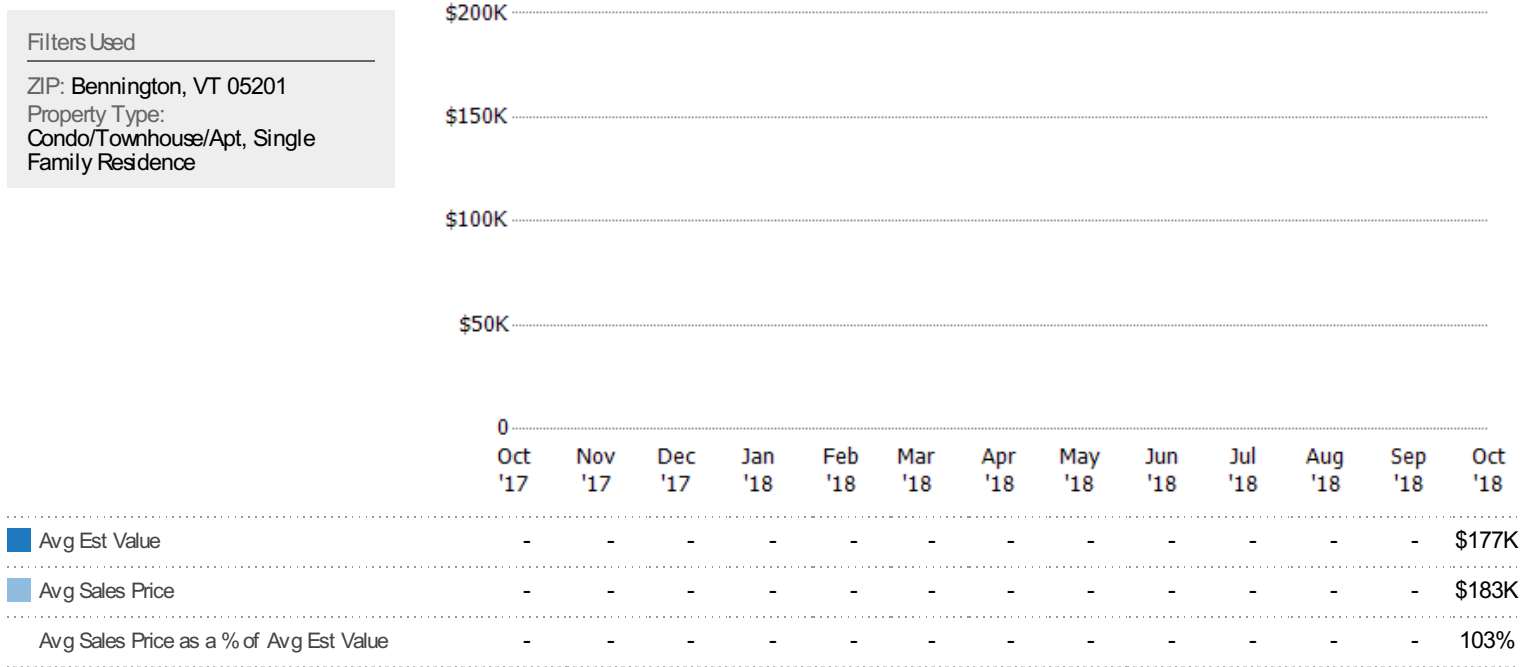 Filters Used
ZIP: Bennington, VT 05201
Property Type:
Condo/Townhouse/Apt, Single
Family Residence
$200K
$150K
$100K
$50K
0
Oct Nov Dec Jan Feb Mar Apr May Jun Jul Aug Sep Oct
'17 '17 '17 '18 '18 '18 '18 '18 '18 '18 '18 '18 '18
Avg Est Value - - - - - - - - - - - - $177K
Avg Sales Price - - - - - - - - - - - - $183K
Avg Sales Price as a % of Avg Est Value - - - - - - - - - - - - 103%